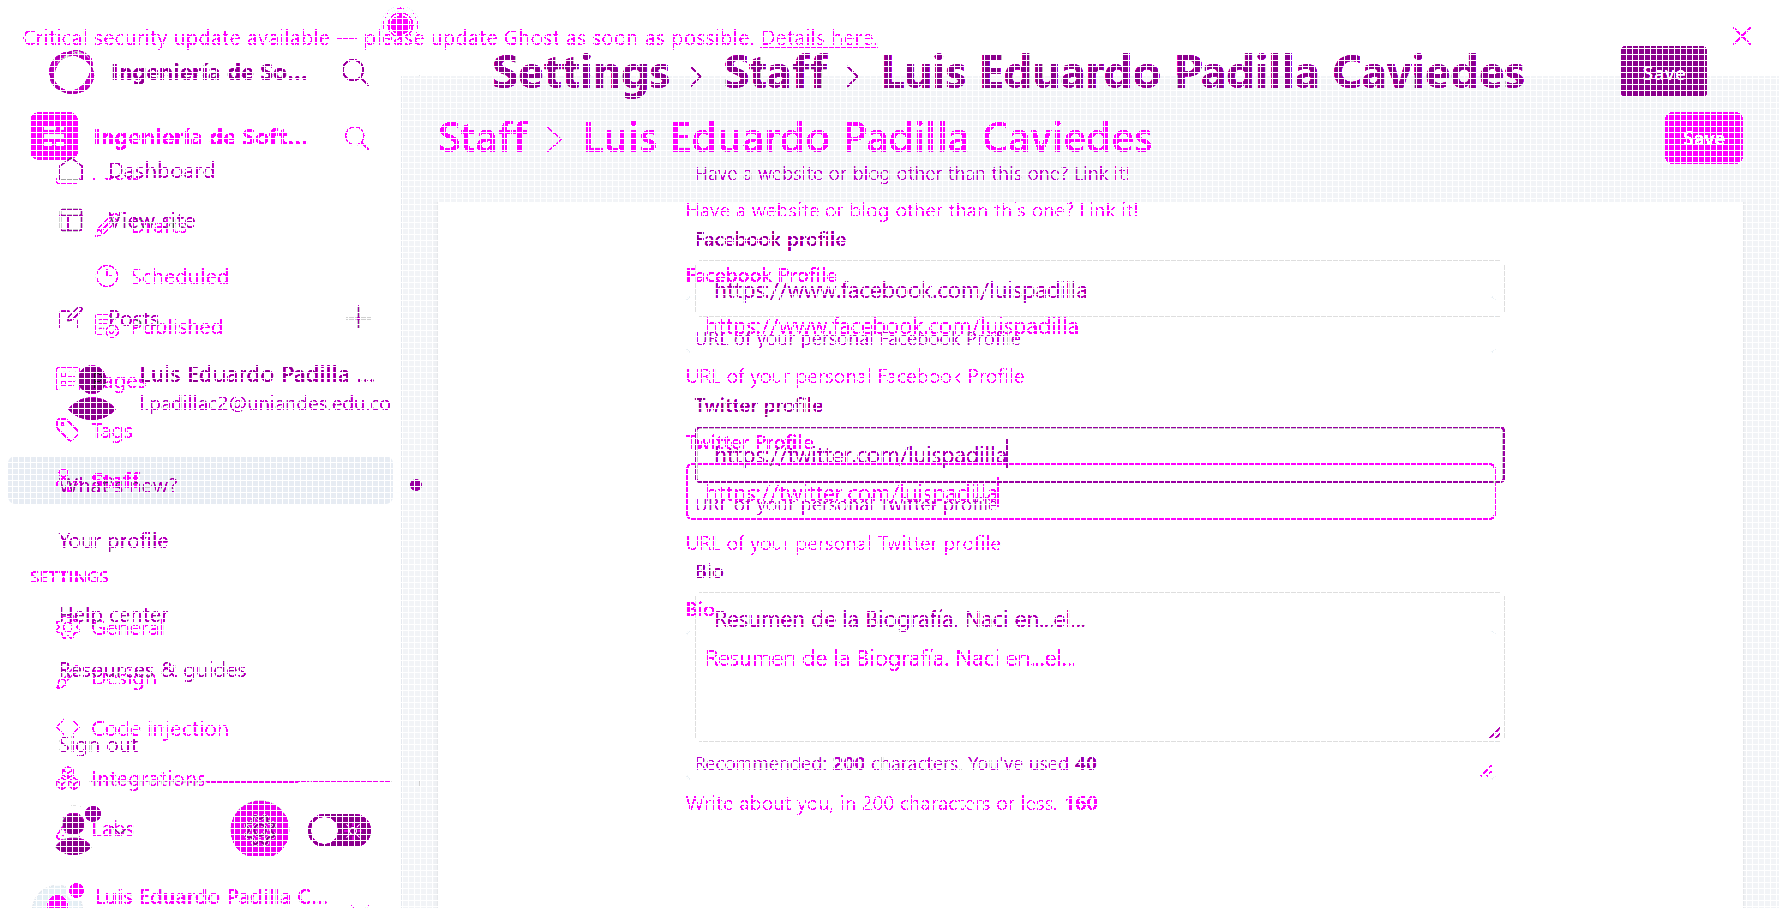 Critical security update available — please update Ghost as soon as possible. Details here.
Ingeniería de So...
Settings › Staff › Luis Eduardo Padilla Caviedes
Save
Ingeniería de Soft...
Staff › Luis Eduardo Padilla Caviedes
Save
Dashboard
Have a website or blog other than this one? Link it!
Have a website or blog other than this one? Link it!
View site
Facebook profile
Scheduled
Facebook Profile
https://www.facebook.com/luispadilla
Posts
Published
https://www.facebook.com/luispadilla
URL of your personal Facebook Profile
Luis Eduardo Padilla ...
Pages
URL of your personal Facebook Profile
l.padillac2@uniandes.edu.co
Twitter profile
Tags
Twitter Profile
https://twitter.com/luispadilla
Staff
What's new?
https://twitter.com/luispadilla
URL of your personal Twitter profile
Your profile
URL of your personal Twitter profile
SETTINGS
Bio
Help center
General
Bio
Resumen de la Biografía. Naci en...el...
Resources & guides
Design
Resumen de la Biografía. Naci en...el...
Code injection
Sign out
Integrations
Recommended: 200 characters. You've used 40
Write about you, in 200 characters or less. 160
Labs
Luis Eduardo Padilla C...